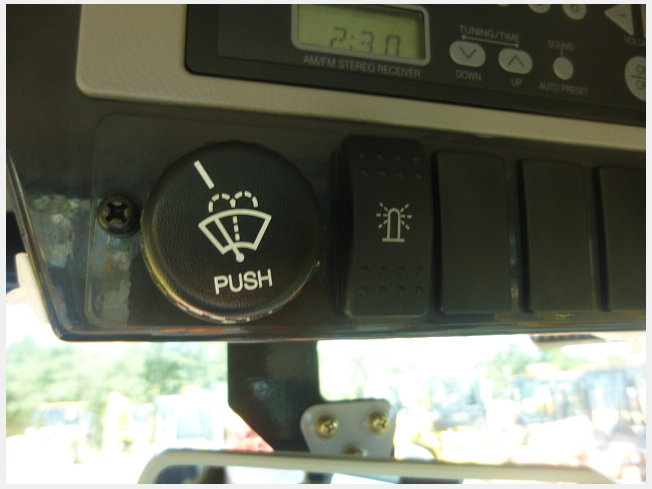 2:30
AM/FM STEREO RECEIVER
TUNING/TIME
DOWN
UP
SOUND
AUTO PRESET
PUSH